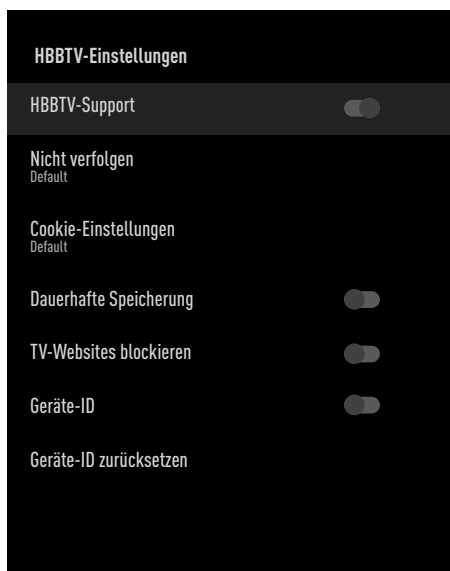 HBBTV-Einstellungen
HBBTV-Support
Nicht verfolgen
Default
Cookie-Einstellungen
Default
Dauerhafte Speicherung
TV-Websites blockieren
Geräte-ID
Geräte-ID zurücksetzen